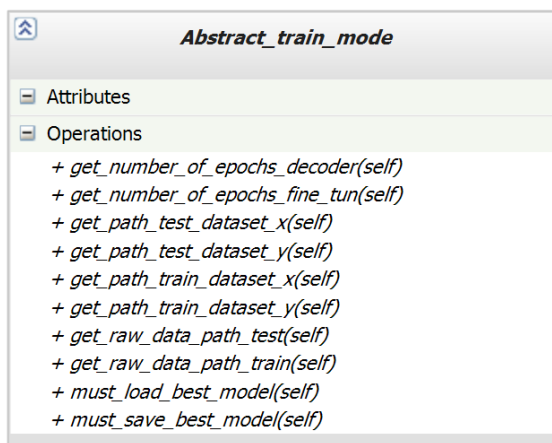 Abstract_train_mode
Attributes
Operations
+ get_number_of_epochs_decoder(self)
+ get_number_of_epochs_fine_tun(self)
+ get_path_test_dataset_x(self)
+ get_path_test_dataset_y(self)
+ get_path_train_dataset_x(self)
+ get_path_train_dataset_y(self)
+ get_raw_data_path_test(self)
+ get_raw_data_path_train(self)
+ must_load_best_model(self)
+ must_save_best_model(self)